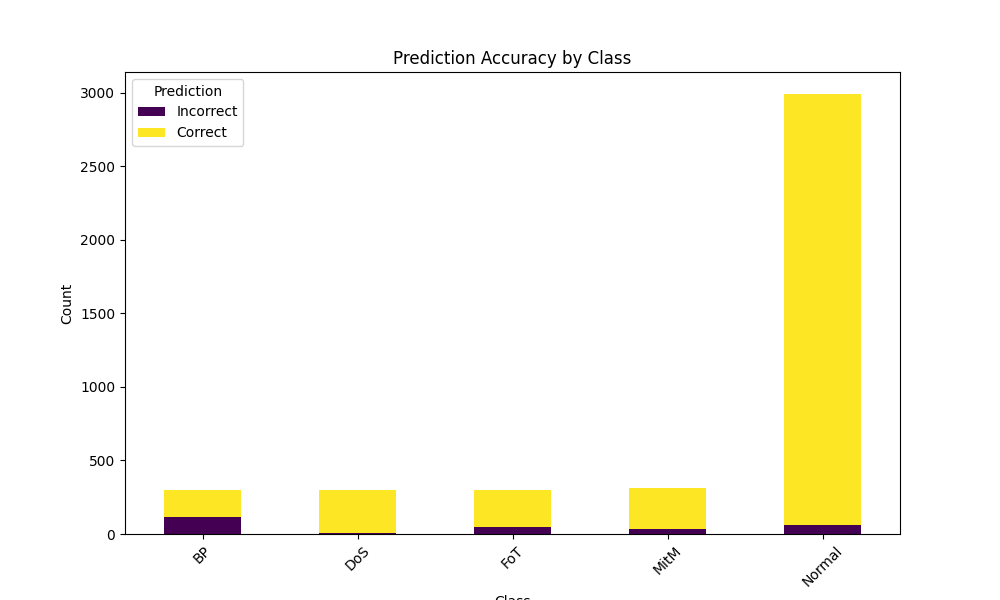 Prediction Accuracy by Class
Prediction
Incorrect
Correct
3000
2500
2000
1500
1000
500
0
Count
BP
DoS
FoT
MitM
Normal
Class